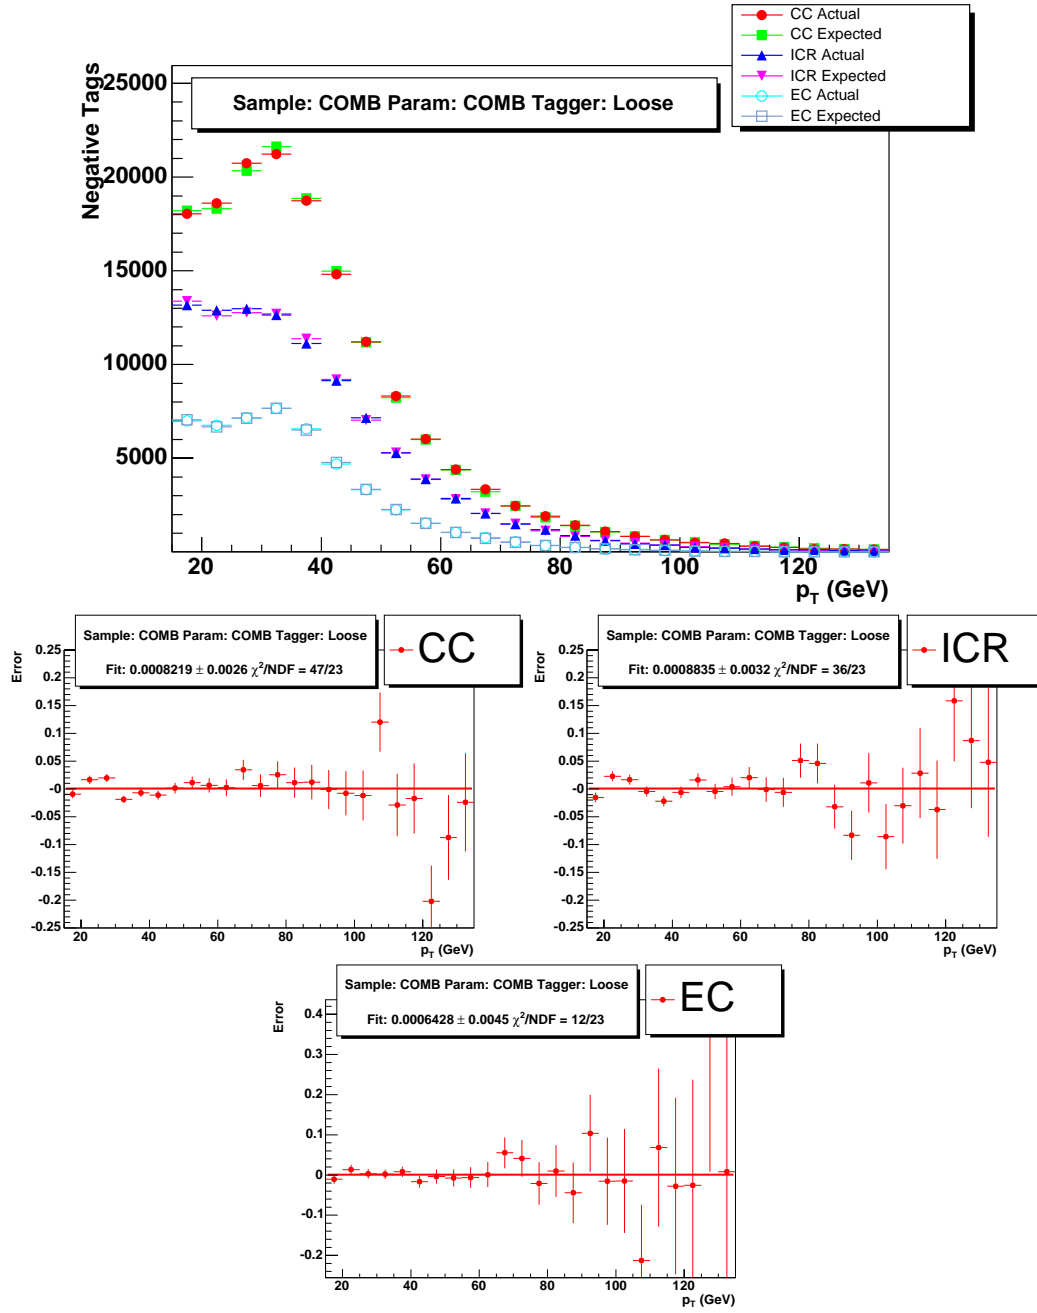 CC Actual
CC Expected
ICR Actual
ICR Expected
EC Actual
EC Expected
Sample: COMB Param: COMB Tagger: Loose
Negative Tags
25000
20000
15000
10000
5000
20 40 60 80 100 120
p_T (GeV)
Sample: COMB Param: COMB Tagger: Loose
Fit: 0.0008219 ± 0.0026 χ²/NDF = 47/23
CC
Error
0.25
0.2
0.15
0.1
0.05
-0
-0.05
-0.1
-0.15
-0.2
-0.25
20 40 60 80 100 120
p_T (GeV)
Sample: COMB Param: COMB Tagger: Loose
Fit: 0.0008835 ± 0.0032 χ²/NDF = 36/23
ICR
Error
0.25
0.2
0.15
0.1
0.05
-0
-0.05
-0.1
-0.15
-0.2
-0.25
20 40 60 80 100 120
p_T (GeV)
Sample: COMB Param: COMB Tagger: Loose
Fit: 0.0006428 ± 0.0045 χ²/NDF = 12/23
EC
Error
0.4
0.3
0.2
0.1
0
-0.1
-0.2
20 40 60 80 100 120
p_T (GeV)